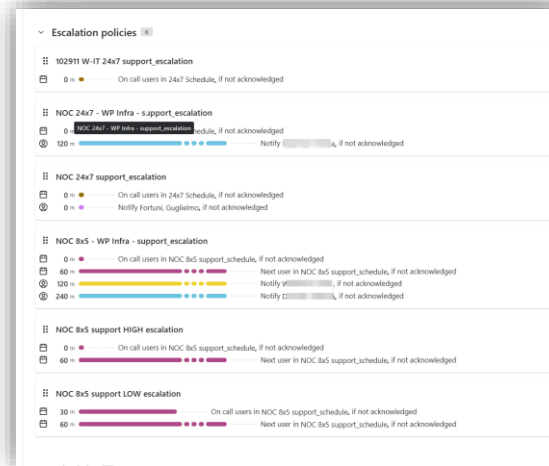 Escalation policies 6
102911 W-IT 24x7 support_escalation
0 m On call users in 24x7 Schedule, if not acknowledged
NOC 24x7 - WP Infra - support_escalation
0 m NOC 24x7 - WP Infra - support_escalation hedule, if not acknowledged
120 m Notify a, if not acknowledged
NOC 24x7 support_escalation
0 m On call users in 24x7 Schedule, if not acknowledged
0 m Notify Fortuni, Guglielmo, if not acknowledged
NOC 8x5 - WP Infra - support_escalation
0 m On call users in NOC 8x5 support_schedule, if not acknowledged
60 m Next user in NOC 8x5 support_schedule, if not acknowledged
120 m Notify , if not acknowledged
240 m Notify , if not acknowledged
NOC 8x5 support HIGH escalation
0 m On call users in NOC 8x5 support_schedule, if not acknowledged
60 m Next user in NOC 8x5 support_schedule, if not acknowledged
NOC 8x5 support LOW escalation
30 m On call users in NOC 8x5 support_schedule, if not acknowledged
60 m Next user in NOC 8x5 support_schedule, if not acknowledged